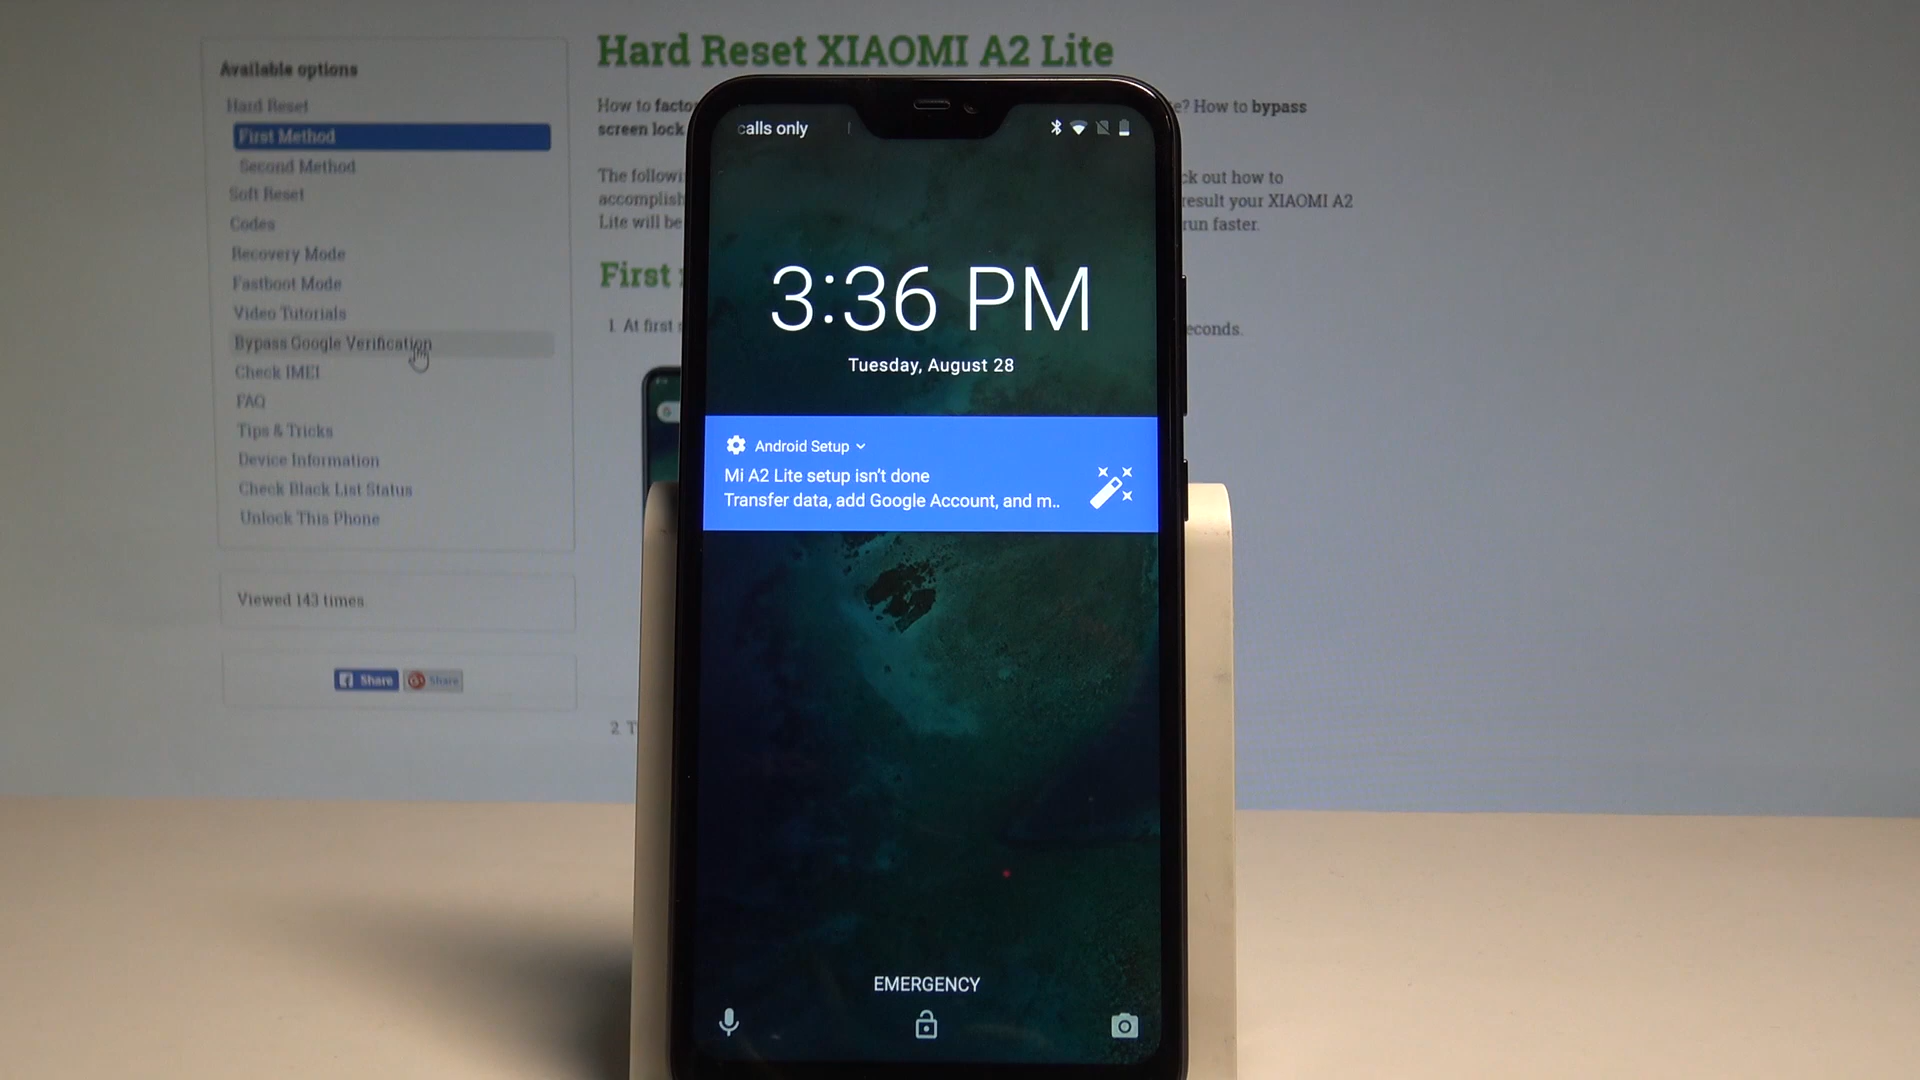 Available options
Hard Reset
First Method
Second Method
Soft Reset
Codes
Recovery Mode
Fastboot Mode
Video Tutorials
Bypass Google Verification
Check IMEI
FAQ
Tips & Tricks
Device Information
Check Black List Status
Unlock This Phone
Viewed 143 times
Share
Share
Hard Reset XIAOMI A2 Lite
How to
e? How to bypass
screen lock
The
ck out how to
result your XIAOMI A2
Lite will be
run faster.
First
1. At first
econds.
2.
calls only
3:36 PM
Tuesday, August 28
Android Setup
Mi A2 Lite setup isn't done
Transfer data, add Google Account, and m..
EMERGENCY